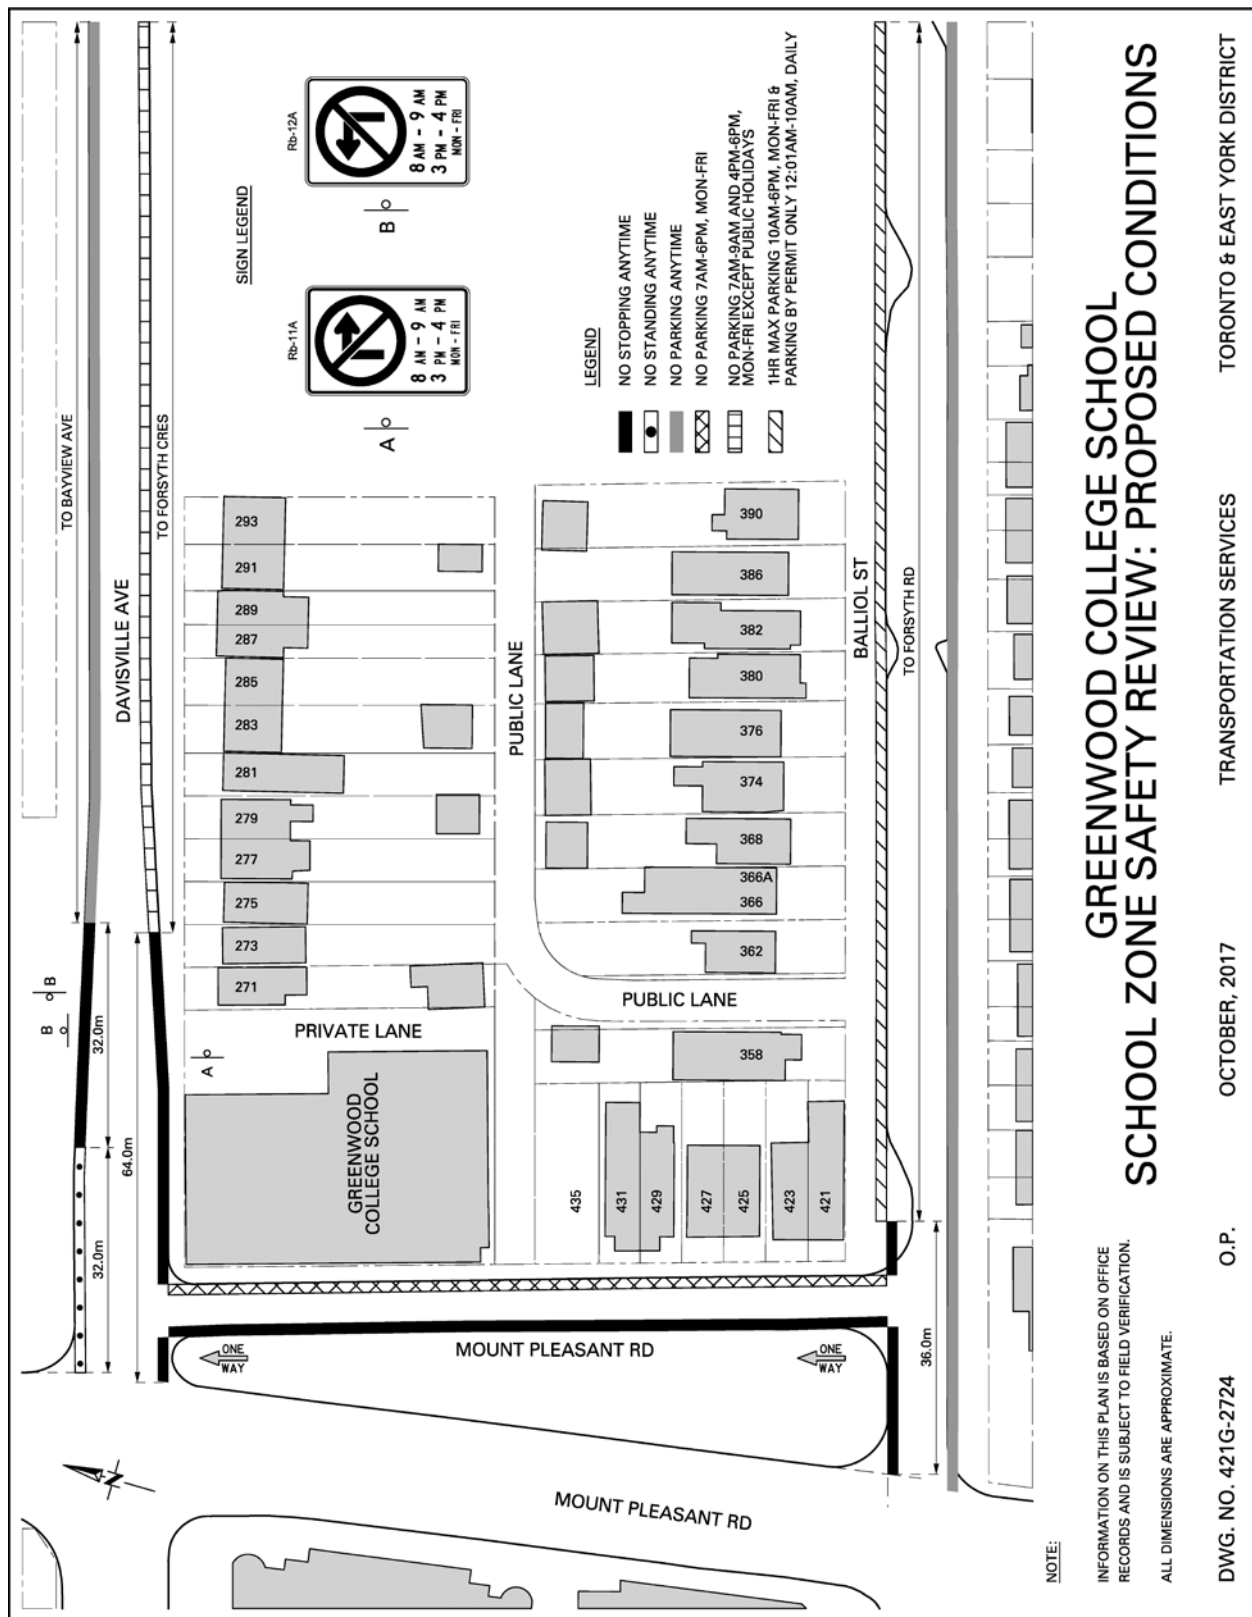 TO BAYVIEW AVE
DAVISVILLE AVE
TO FORSYTH CRES
B
B
32.0m
32.0m
64.0m
SIGN LEGEND
Rb-11A
8 AM - 9 AM
3 PM - 4 PM
MON - FRI
A
Rb-12A
8 AM - 9 AM
3 PM - 4 PM
MON - FRI
B
LEGEND
NO STOPPING ANYTIME
NO STANDING ANYTIME
NO PARKING ANYTIME
NO PARKING 7AM-6PM, MON-FRI
NO PARKING 7AM-9AM AND 4PM-6PM,
MON-FRI EXCEPT PUBLIC HOLIDAYS
1HR MAX PARKING 10AM-6PM, MON-FRI &
PARKING BY PERMIT ONLY 12:01AM-10AM, DAILY
A
271
273
275
277
279
281
283
285
287
289
291
293
PRIVATE LANE
GREENWOOD
COLLEGE SCHOOL
PUBLIC LANE
PUBLIC LANE
435
431
429
427
425
423
421
358
362
366
366A
368
374
376
380
382
386
390
BALLIOL ST
TO FORSYTH RD
36.0m
ONE
WAY
ONE
WAY
MOUNT PLEASANT RD
MOUNT PLEASANT RD
N
NOTE:
INFORMATION ON THIS PLAN IS BASED ON OFFICE
RECORDS AND IS SUBJECT TO FIELD VERIFICATION.
ALL DIMENSIONS ARE APPROXIMATE.
GREENWOOD COLLEGE SCHOOL
SCHOOL ZONE SAFETY REVIEW: PROPOSED CONDITIONS
DWG. NO. 421G-2724
O.P.
OCTOBER, 2017
TRANSPORTATION SERVICES
TORONTO & EAST YORK DISTRICT